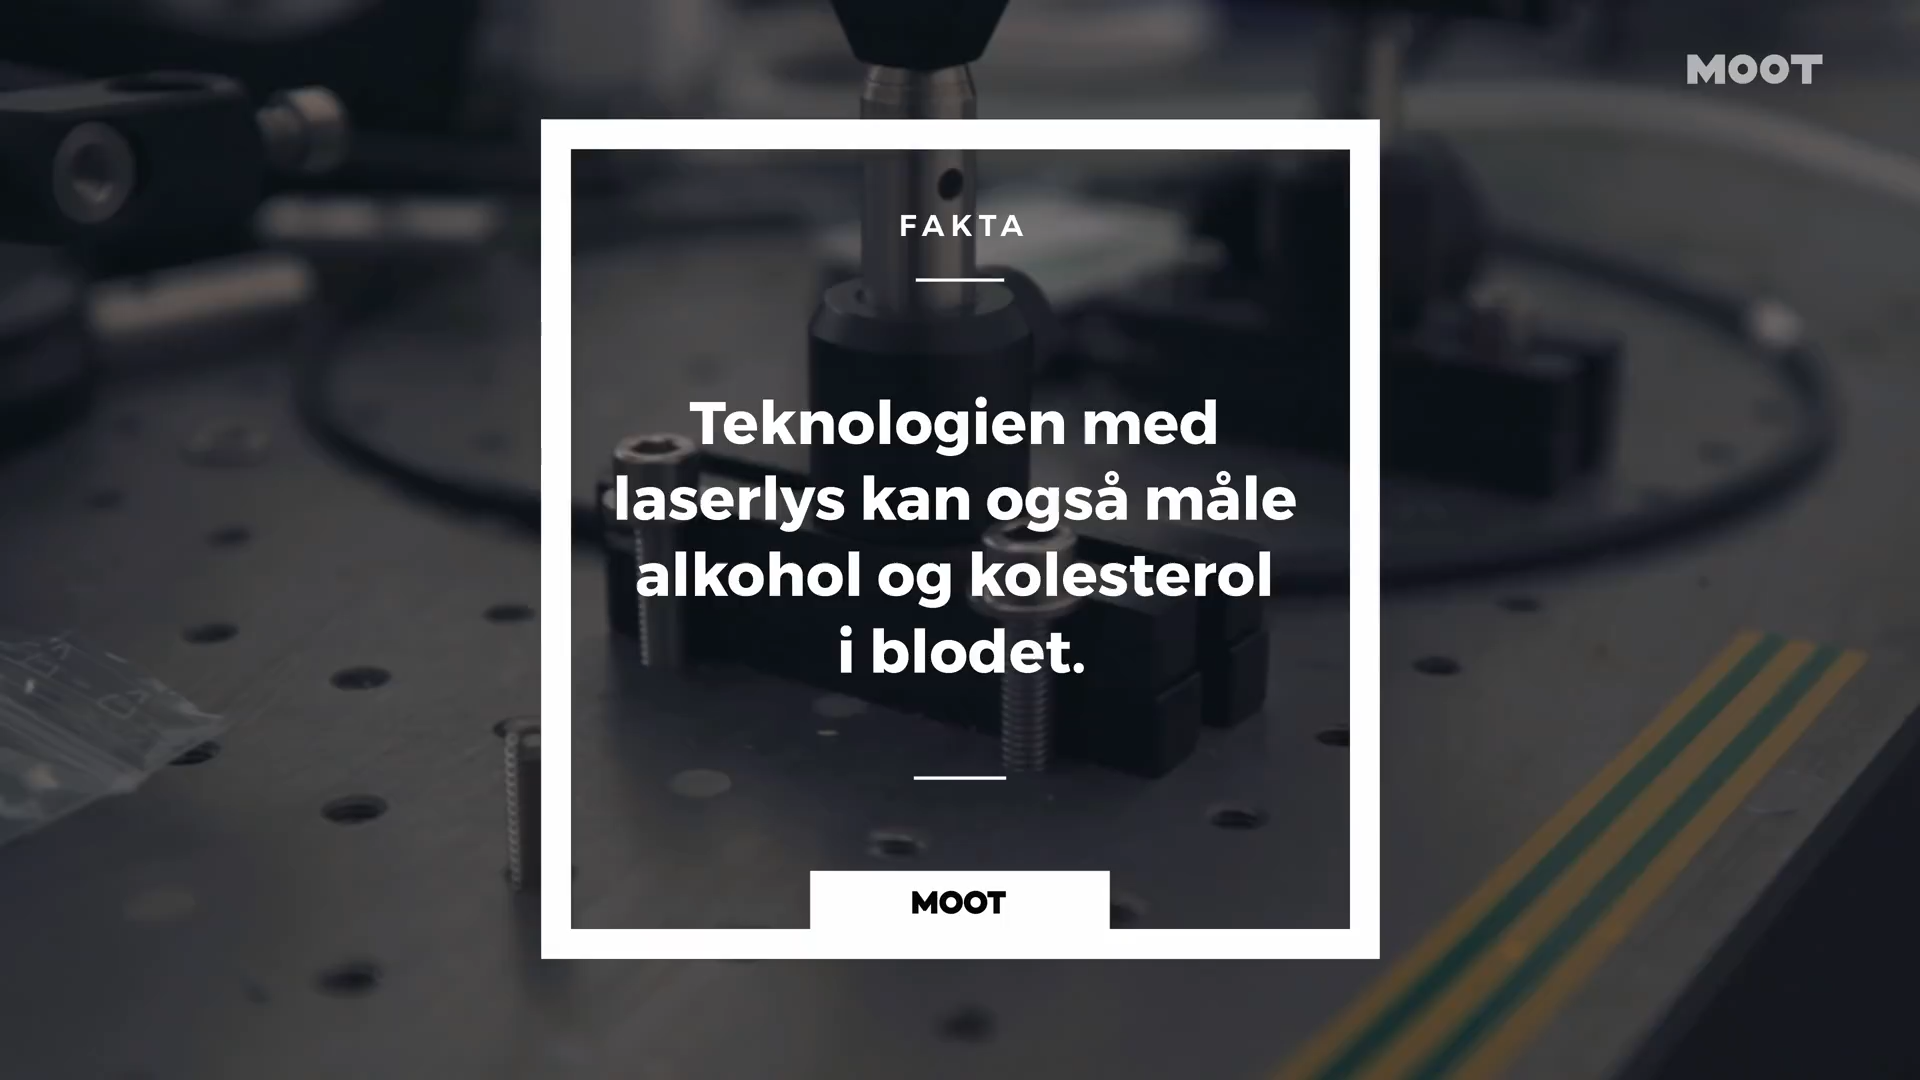 MOOT
FAKTA
Teknologien med
laserlys kan også måle
alkohol og kolesterol
i blodet.
MOOT